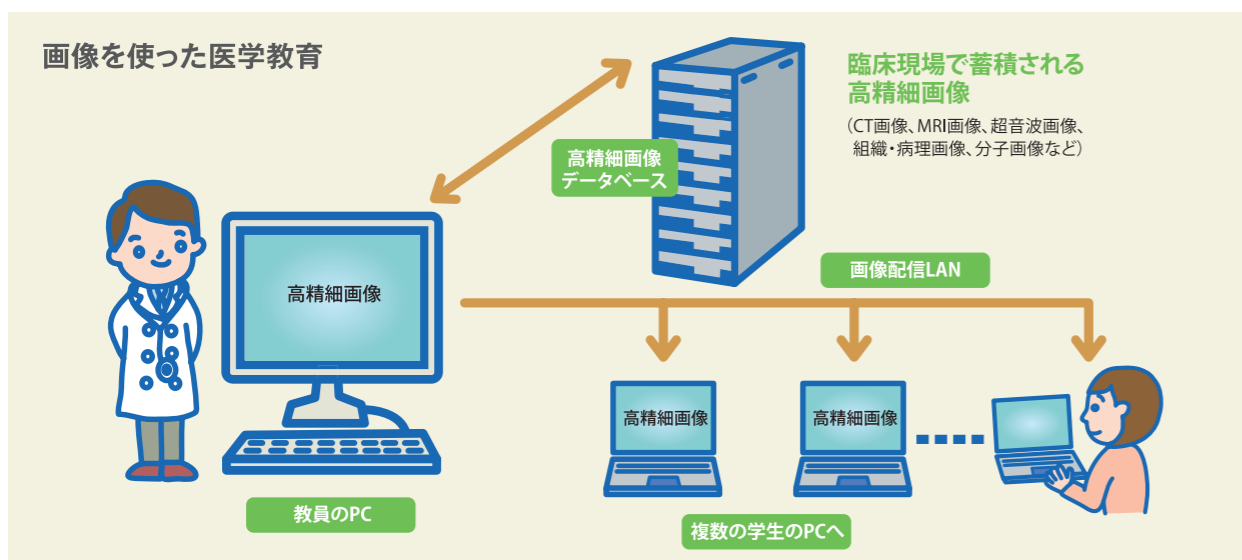 画像を使った医学教育
臨床現場で蓄積される
高精細画像
（CT画像、MRI画像、超音波画像、
組織・病理画像、分子画像など）
高精細画像
データベース
画像配信LAN
高精細画像
高精細画像
高精細画像
教員のPC
複数の学生のPCへ